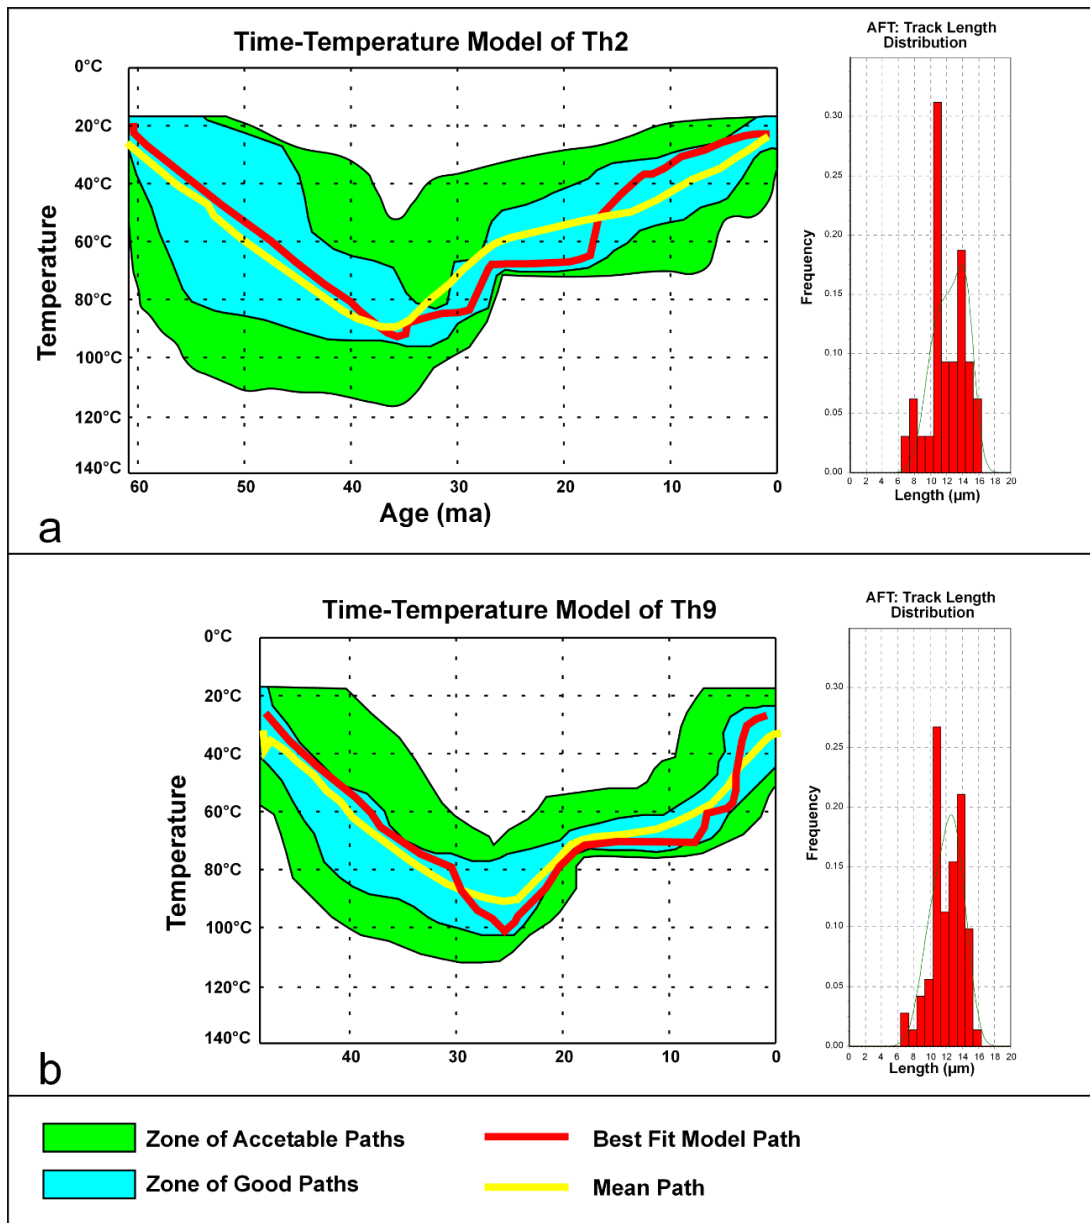 Time-Temperature Model of Th2
0°C
20°C
40°C
60°C
80°C
100°C
120°C
140°C
Temperature
60 50 40 30 20 10 0
Age (ma)
a
AFT: Track Length
Distribution
0.30
0.25
0.20
0.15
0.10
0.05
0.00
Frequency
0 2 4 6 8 10 12 14 16 18 20
Length (µm)
Time-Temperature Model of Th9
0°C
20°C
40°C
60°C
80°C
100°C
120°C
140°C
Temperature
40 30 20 10 0
b
AFT: Track Length
Distribution
0.30
0.25
0.20
0.15
0.10
0.05
0.00
Frequency
0 2 4 6 8 10 12 14 16 18 20
Length (µm)
Zone of Accetable Paths
Best Fit Model Path
Zone of Good Paths
Mean Path